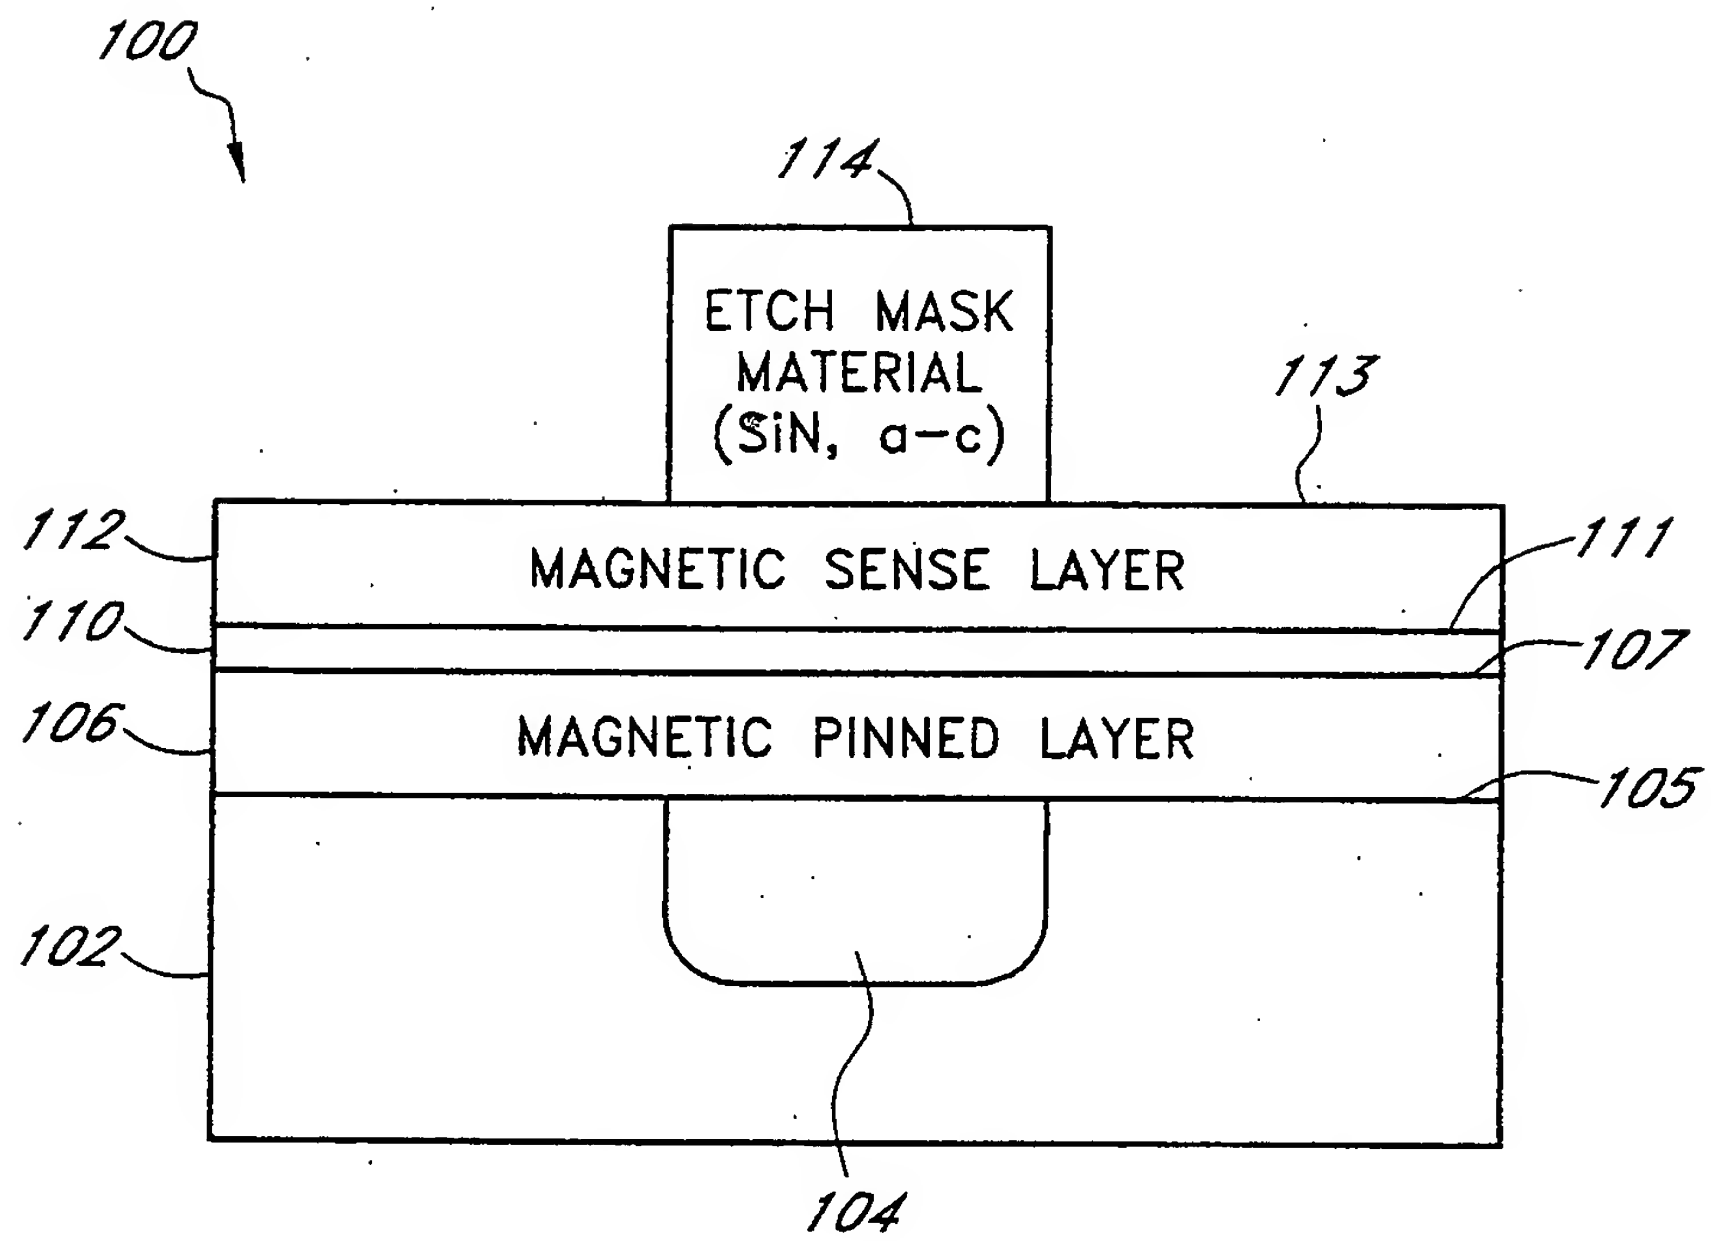 100
114
ETCH MASK
MATERIAL
(SiN, a-c)
113
112
MAGNETIC SENSE LAYER
111
110
107
106
MAGNETIC PINNED LAYER
105
102
104